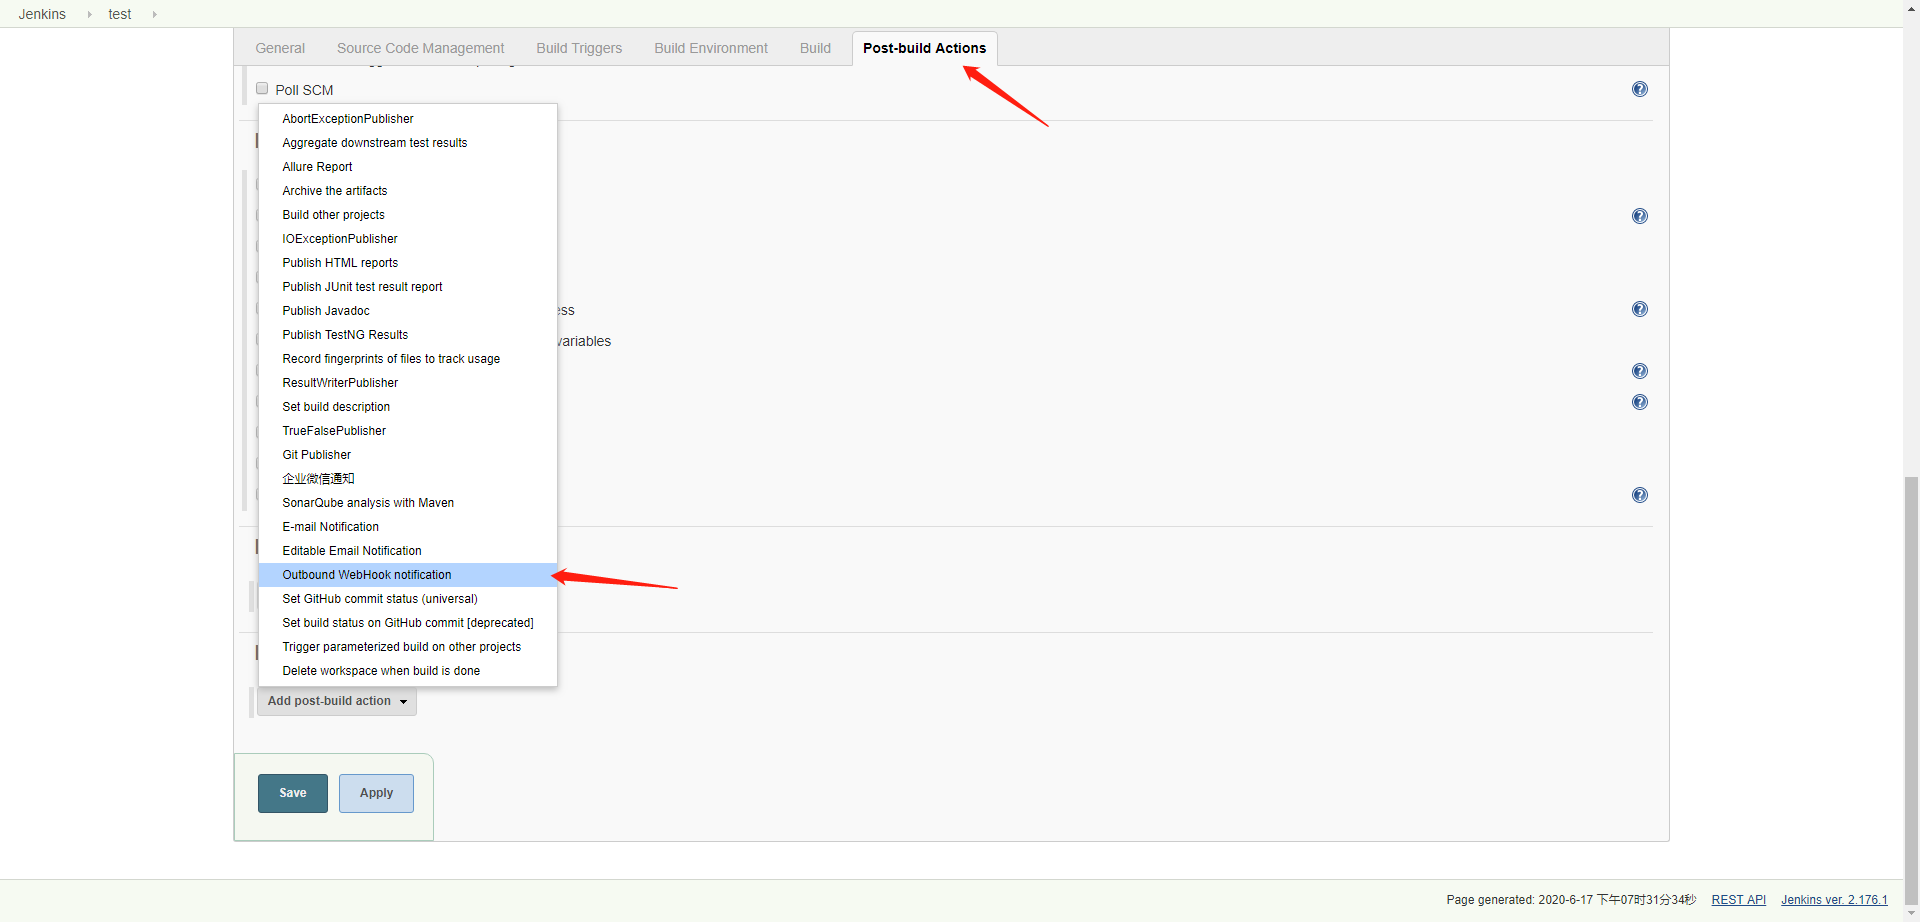 Jenkins test
General Source Code Management Build Triggers Build Environment Build Post-build Actions
Poll SCM
AbortExceptionPublisher
Aggregate downstream test results
Allure Report
Archive the artifacts
Build other projects
IOExceptionPublisher
Publish HTML reports
Publish JUnit test result report
Publish Javadoc
ess
Publish TestNG Results
variables
Record fingerprints of files to track usage
ResultWriterPublisher
Set build description
TrueFalsePublisher
Git Publisher
企业微信通知
SonarQube analysis with Maven
E-mail Notification
Editable Email Notification
Outbound WebHook notification
Set GitHub commit status (universal)
Set build status on GitHub commit [deprecated]
Trigger parameterized build on other projects
Delete workspace when build is done
Add post-build action
Save Apply
Page generated: 2020-6-17 下午07时31分34秒 REST API Jenkins ver. 2.176.1